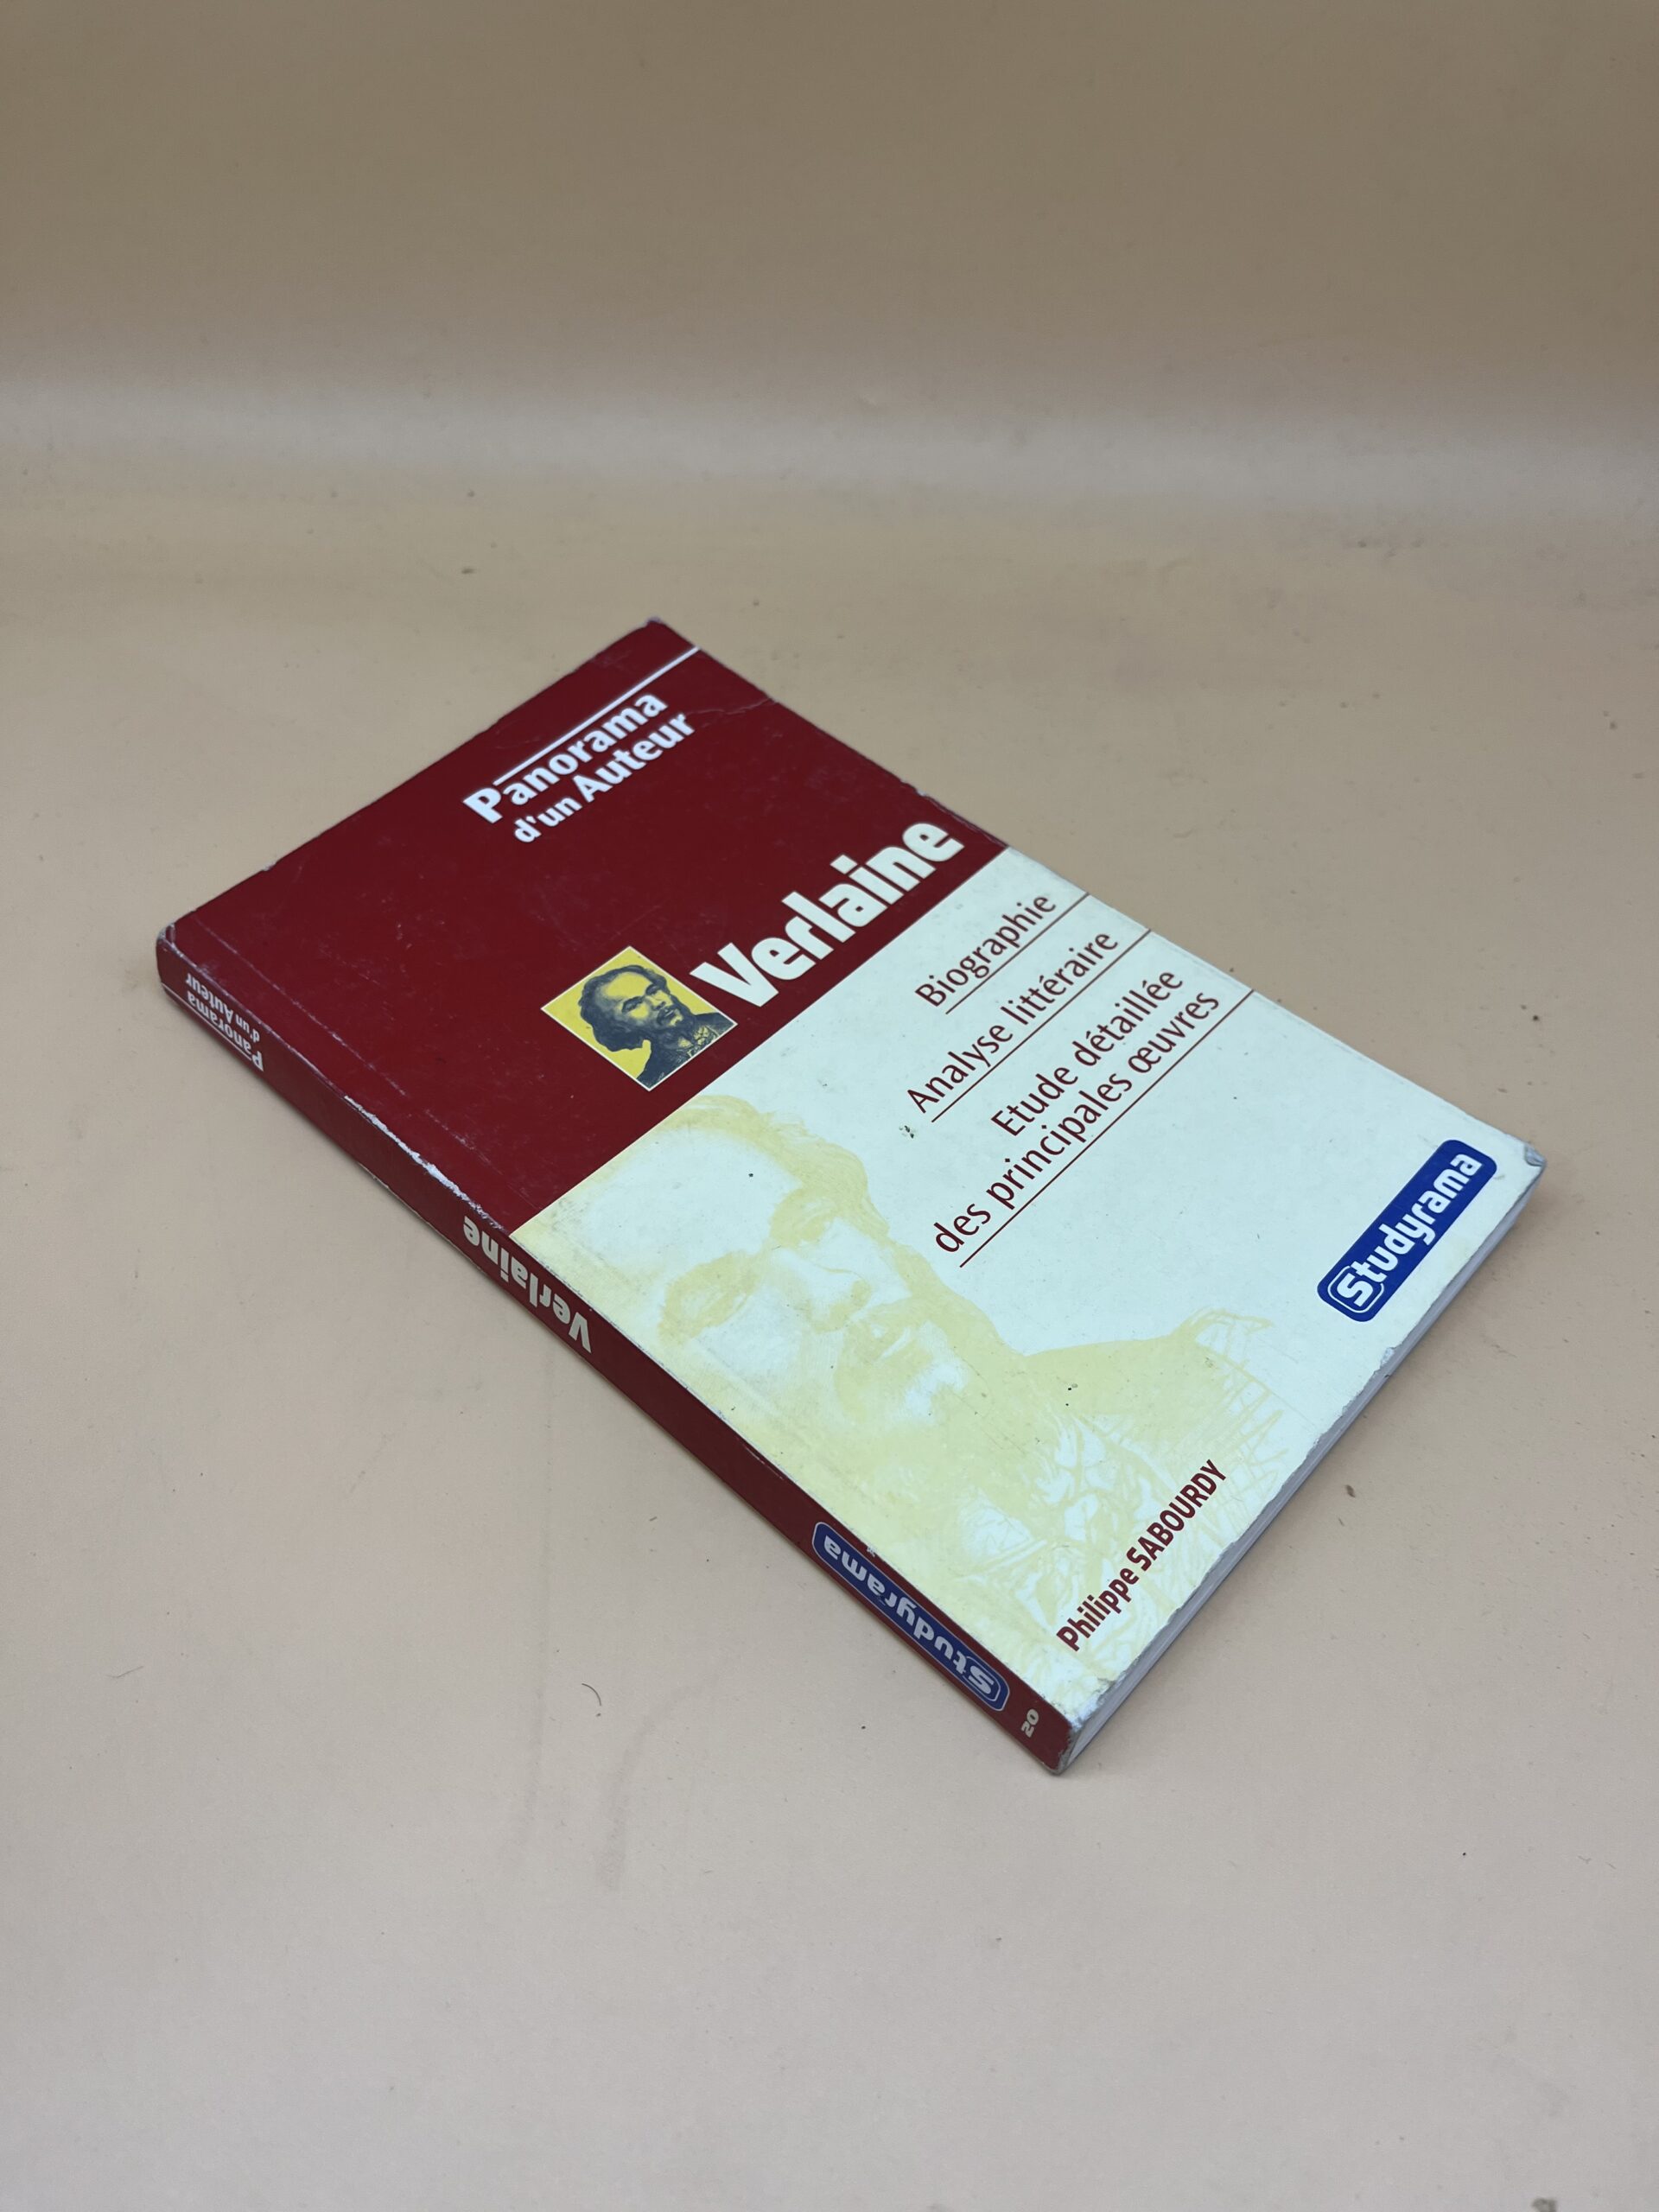 Panorama
d'un Auteur
Verlaine
Biographie
Analyse littéraire
Etude détaillée
des principales œuvres
Studyrama
Philippe SABOURDY
Panorama
d'un Auteur
Verlaine
Studyrama
20